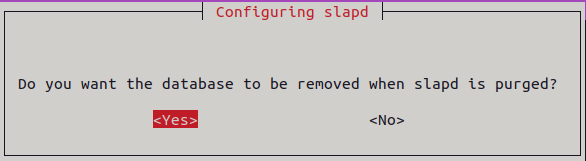 Configuring slapd
Do you want the database to be removed when slapd is purged?
<Yes> <No>